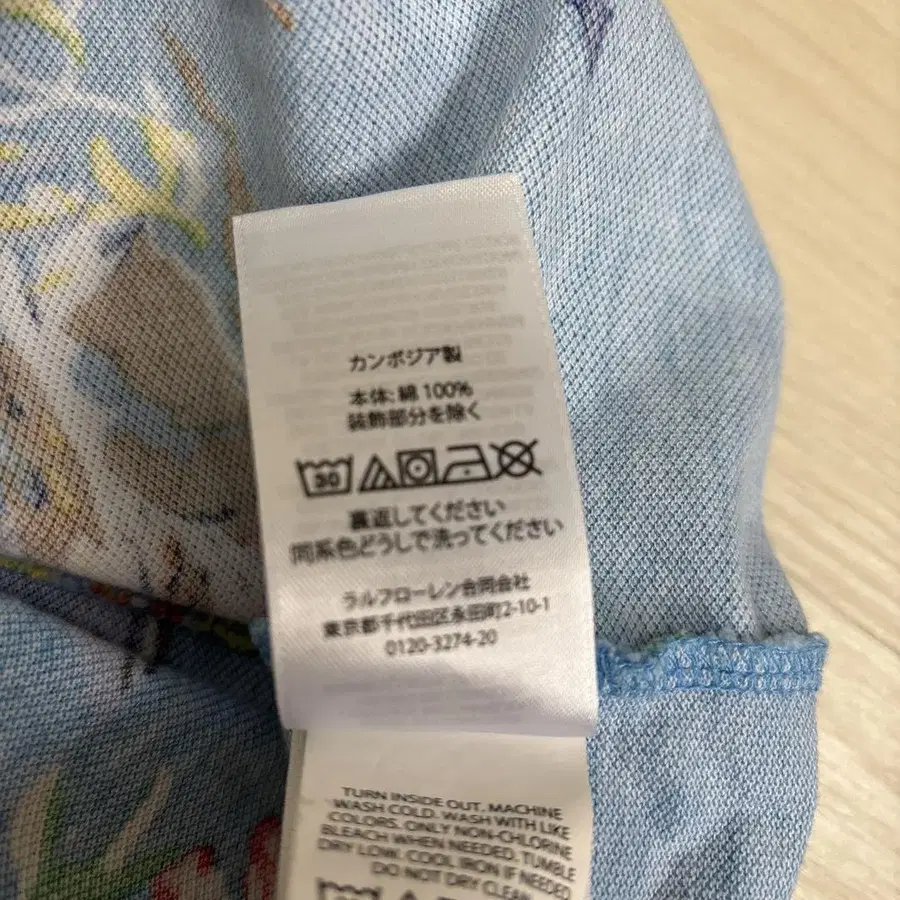 カンボジア製
本体: 綿 100%
装飾部分を除く
30
裏返してください
同系色どうしで洗ってください
ラルフローレン合同会社
東京都千代田区永田町2-10-1
0120-3274-20
TURN INSIDE OUT. MACHINE
WASH COLD. WASH WITH LIKE
COLORS. ONLY NON-CHLORINE
BLEACH WHEN NEEDED. TUMBLE
DRY LOW. COOL IRON IF NEEDED
DO NOT DRY CLEAN